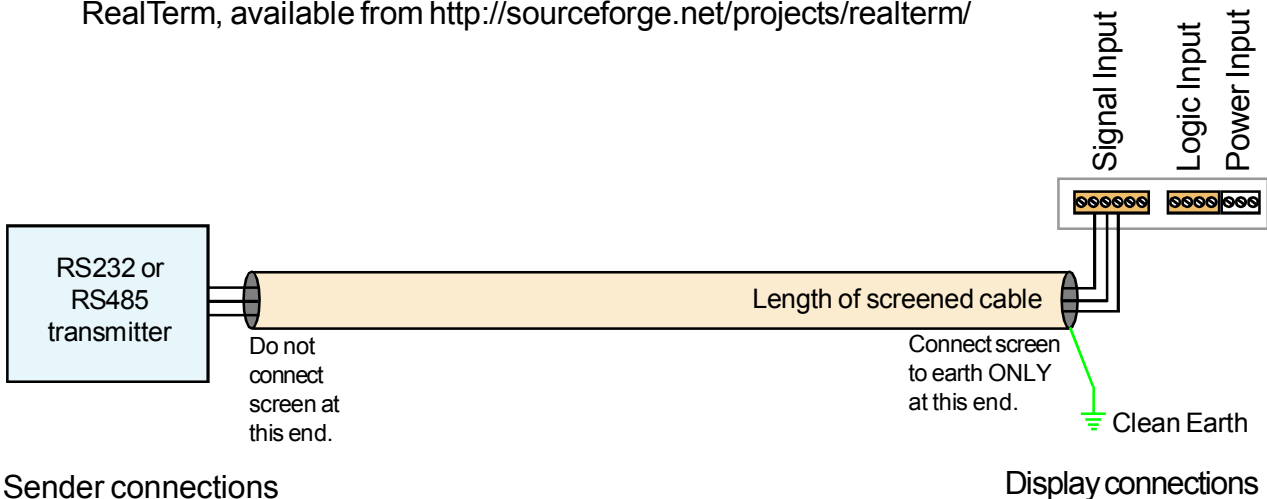 RealTerm, available from http://sourceforge.net/projects/realterm/
Signal Input
Logic Input
Power Input
RS232 or
RS485
transmitter
Length of screened cable
Do not
connect
screen at
this end.
Connect screen
to earth ONLY
at this end.
Clean Earth
Sender connections
Display connections